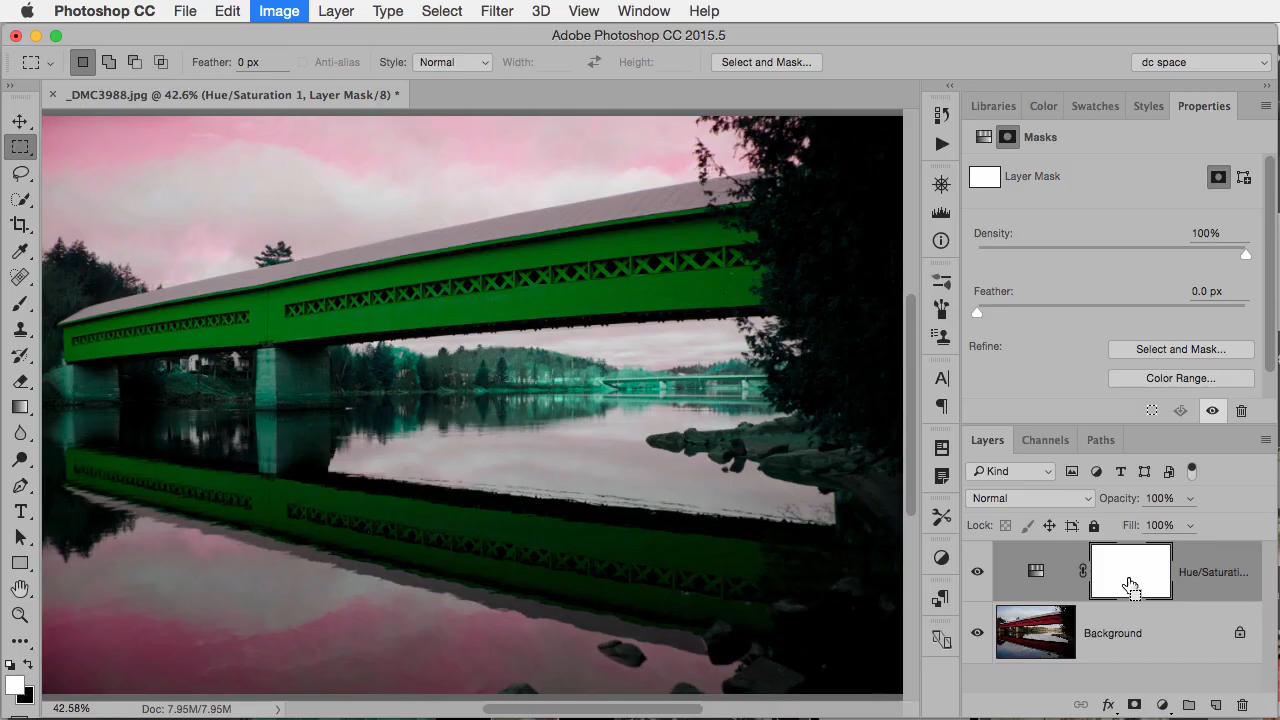 Photoshop CC File Edit Image Layer Type Select Filter 3D View Window Help
Adobe Photoshop CC 2015.5
Feather: 0 px Anti-alias Style: Normal Width: Height: Select and Mask... dc space
_DMC3988.jpg @ 42.6% (Hue/Saturation 1, Layer Mask/8) *
Libraries Color Swatches Styles Properties
Masks
Layer Mask
Density: 100%
Feather: 0.0 px
Refine: Select and Mask...
Color Range...
Layers Channels Paths
Kind
Normal Opacity: 100%
Lock: Fill: 100%
Hue/Saturati...
Background
42.58% Doc: 7.95M/7.95M